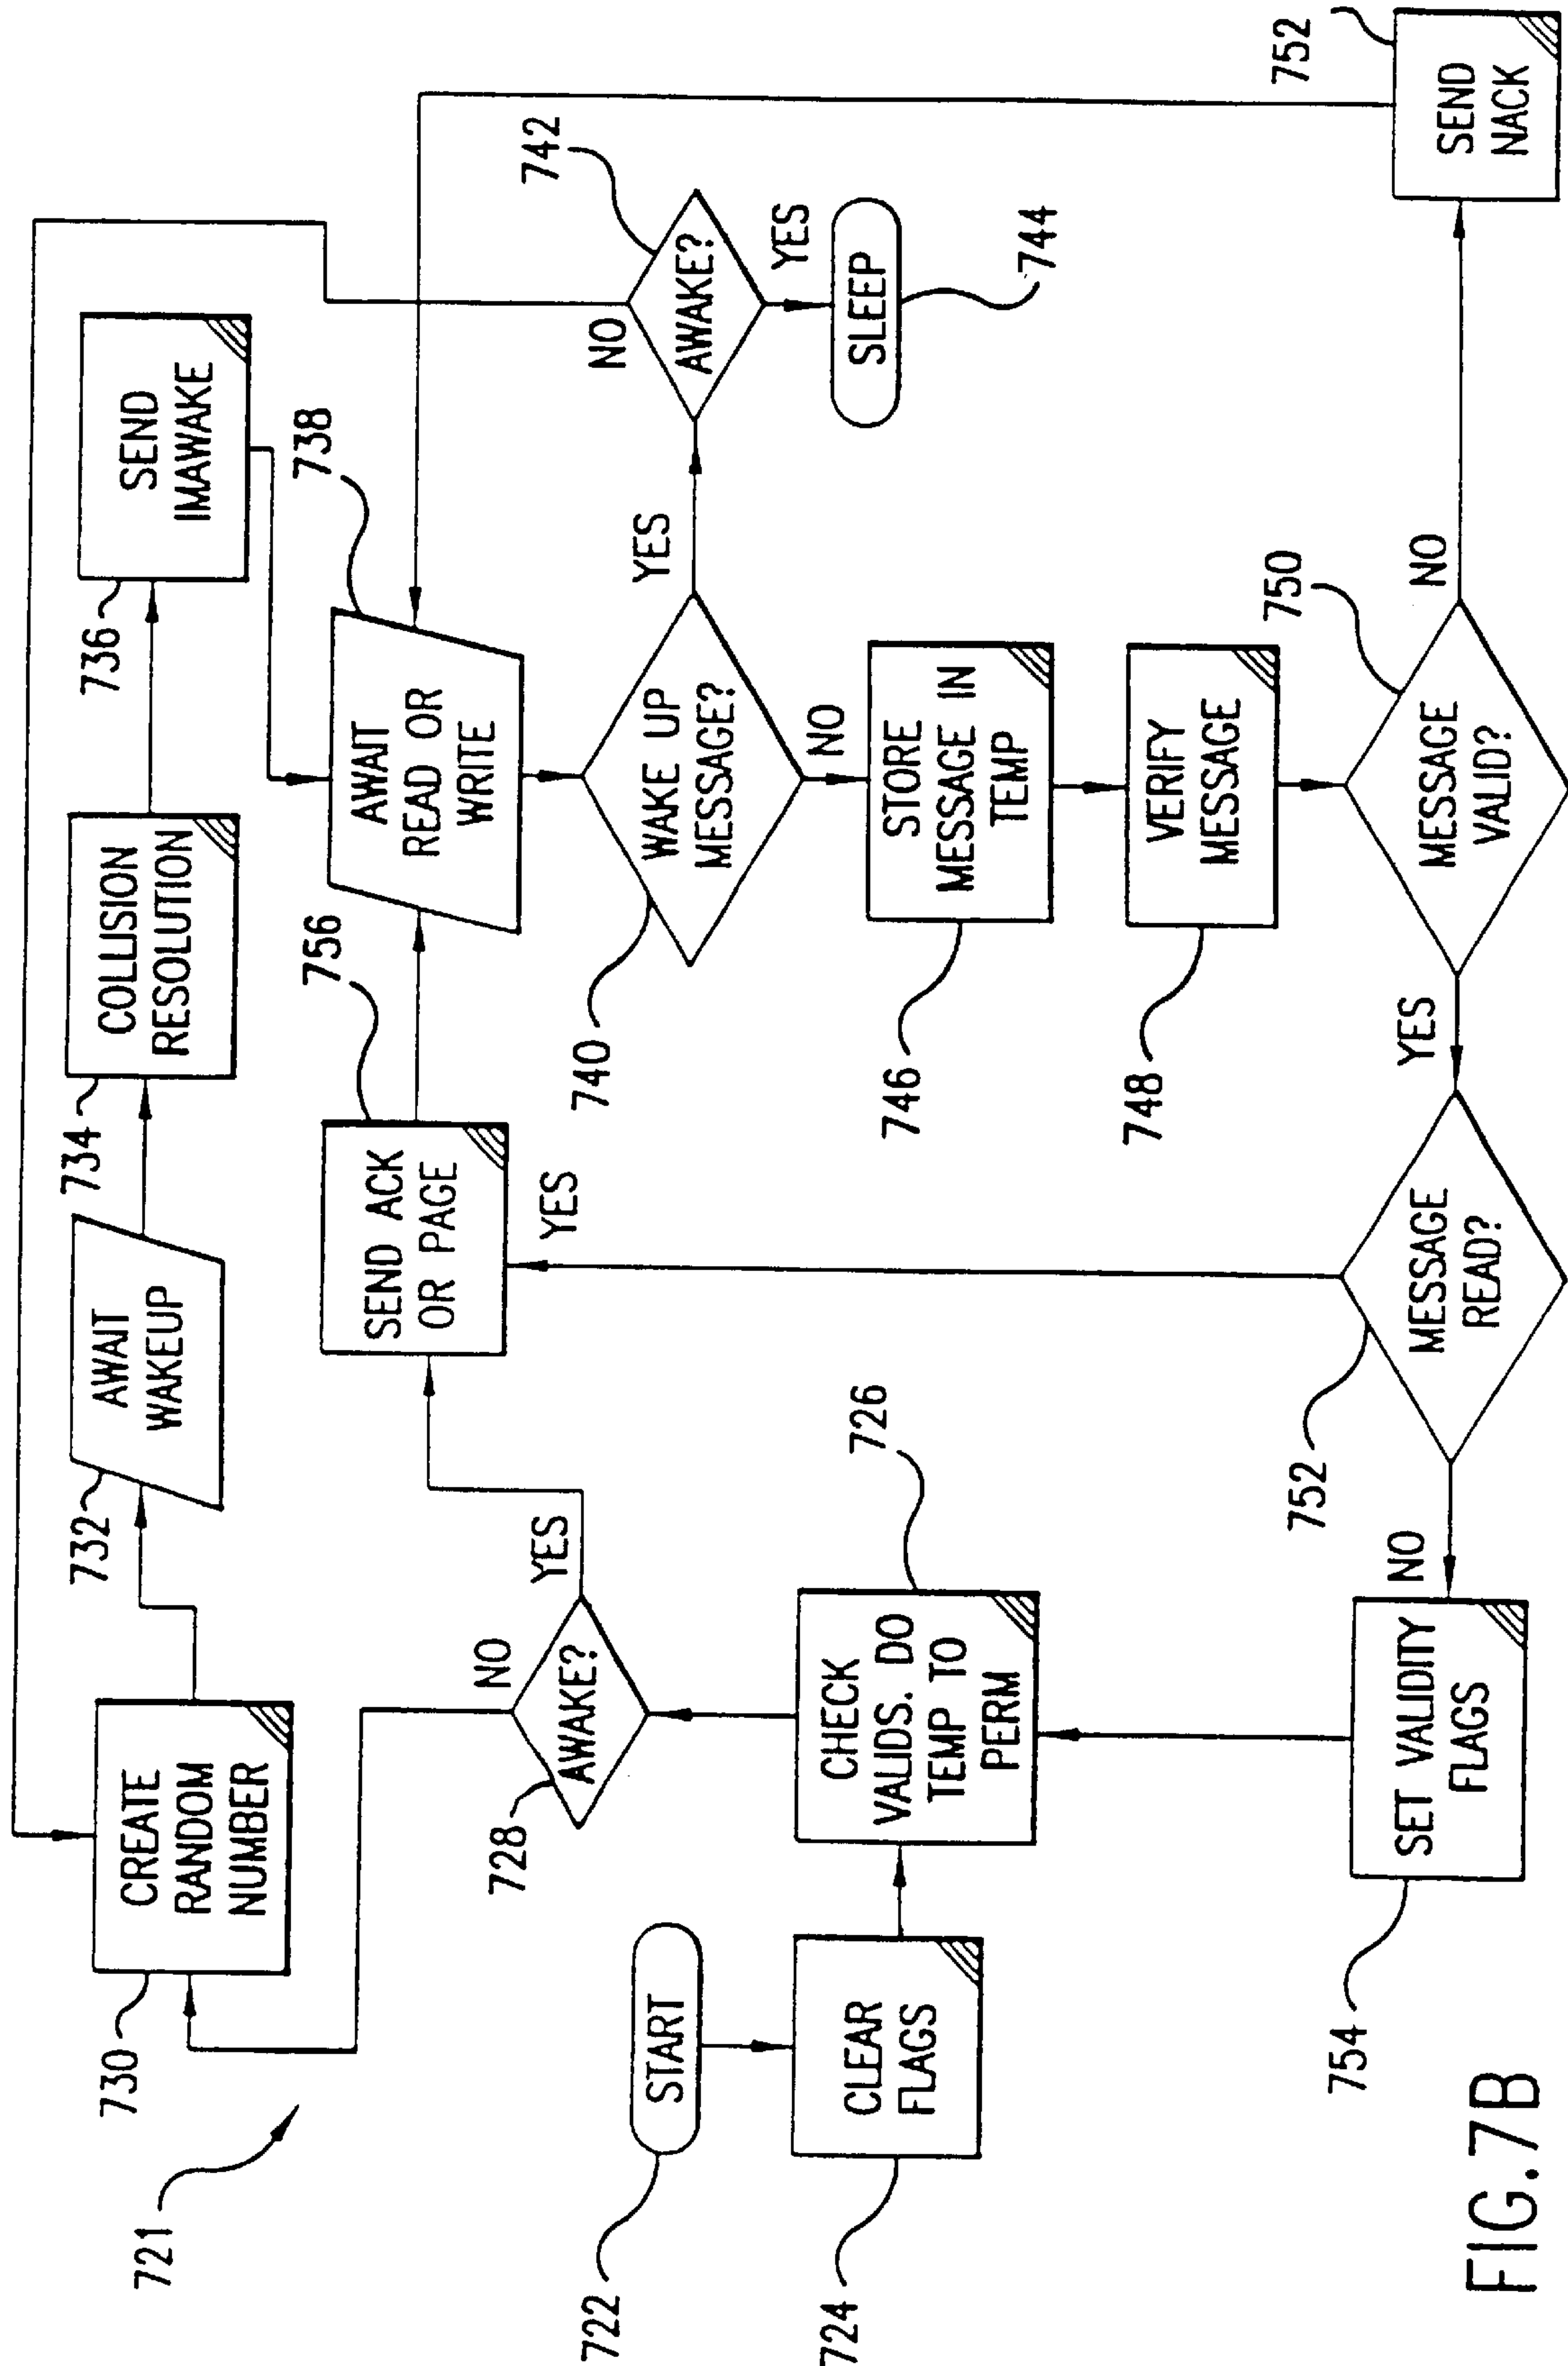 721
730
CREATE
RANDOM
NUMBER
732
AWAIT
WAKEUP
734
COLLISION
RESOLUTION
736
SEND
IMAWAKE
722
START
724
CLEAR
FLAGS
728
AWAKE?
NO
YES
726
CHECK
VALIDS. DO
TEMP TO
PERM
756
SEND ACK
OR PAGE
YES
738
AWAIT
READ OR
WRITE
740
WAKE UP
MESSAGE?
YES
NO
742
AWAKE?
NO
YES
SLEEP
744
746
STORE
MESSAGE IN
TEMP
748
VERIFY
MESSAGE
750
MESSAGE
VALID?
YES
NO
752
SEND
NACK
752
MESSAGE
READ?
NO
754
SET VALIDITY
FLAGS
FIG.7B